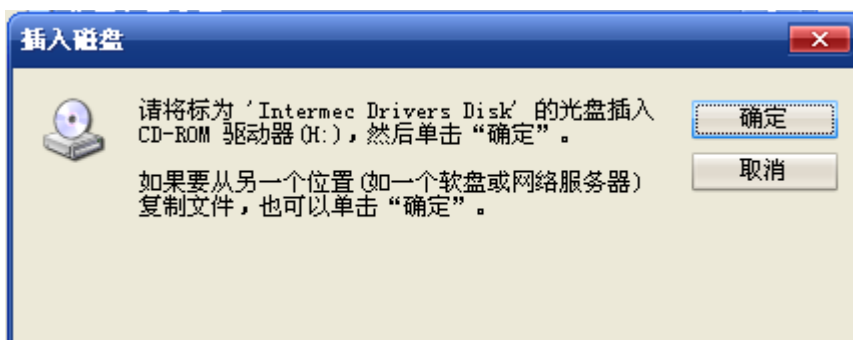 插入磁盘
请将标为 'Intermec Drivers Disk' 的光盘插入
CD-ROM 驱动器(H:)，然后单击“确定”。
如果要从另一个位置(如一个软盘或网络服务器)
复制文件，也可以单击“确定”。
确定
取消